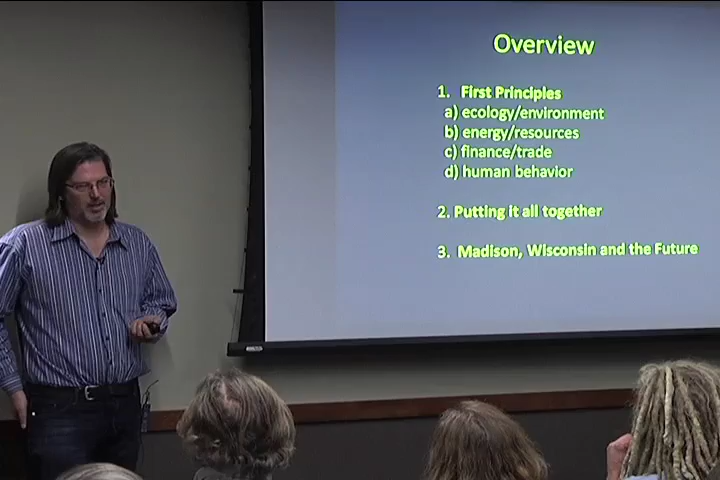 Overview
1. First Principles
a) ecology/environment
b) energy/resources
c) finance/trade
d) human behavior
2. Putting it all together
3. Madison, Wisconsin and the Future